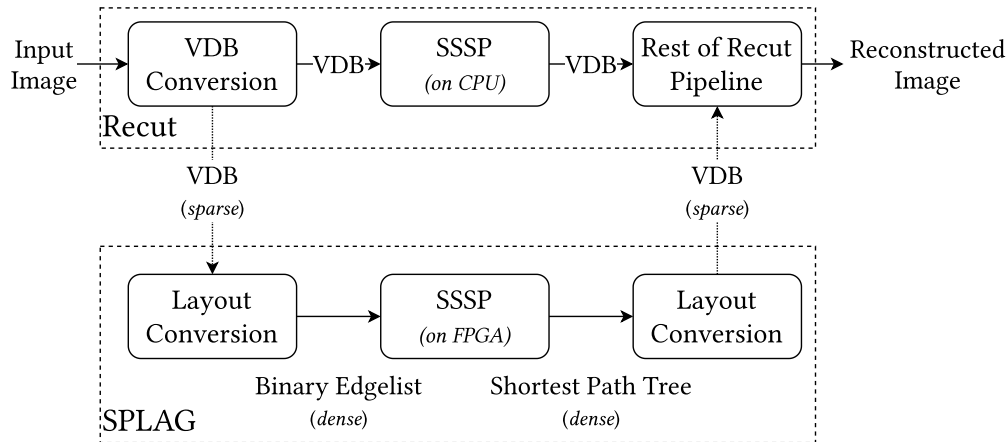 Input
Image
VDB
Conversion
VDB
SSSP
(on CPU)
VDB
Rest of Recut
Pipeline
Reconstructed
Image
Recut
VDB
(sparse)
VDB
(sparse)
Layout
Conversion
SSSP
(on FPGA)
Layout
Conversion
Binary Edgelist
(dense)
Shortest Path Tree
(dense)
SPLAG